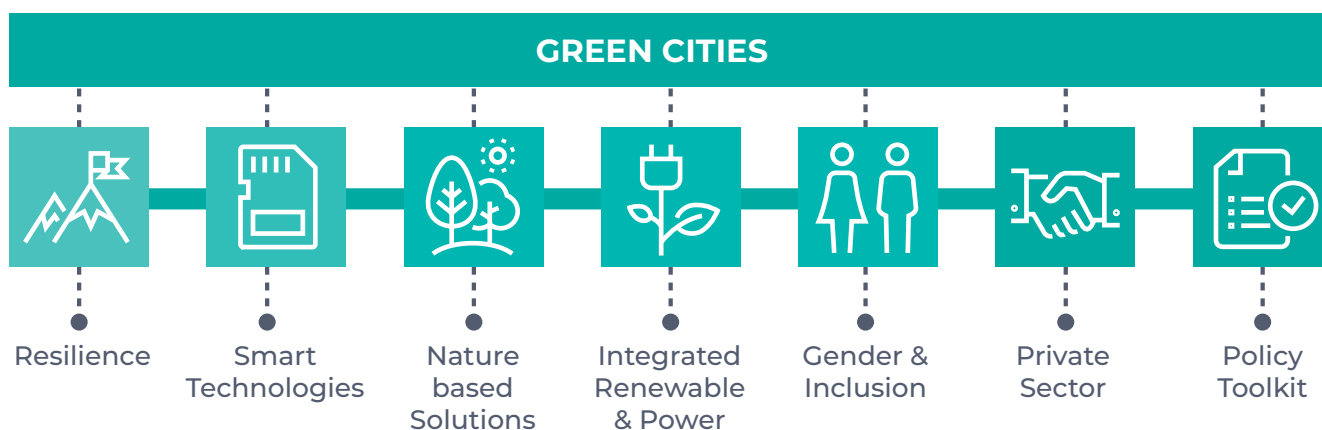 GREEN CITIES
Resilience
Smart
Technologies
Nature
based
Solutions
Integrated
Renewable
& Power
Gender &
Inclusion
Private
Sector
Policy
Toolkit